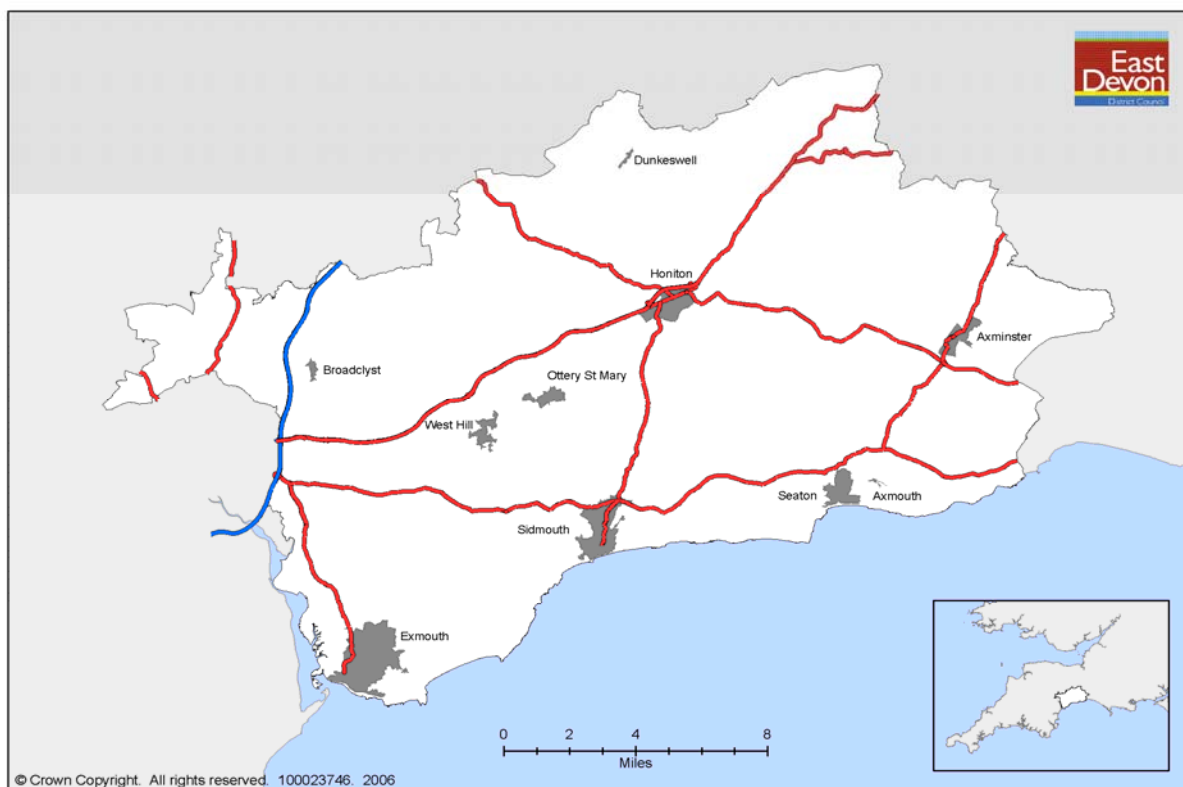 East
Devon
District Council
Dunkeswell
Honiton
Axminster
Broadclyst
Ottery St Mary
West Hill
Seaton
Axmouth
Sidmouth
Exmouth
0 2 4 6 8
Miles
© Crown Copyright. All rights reserved. 100023746. 2006